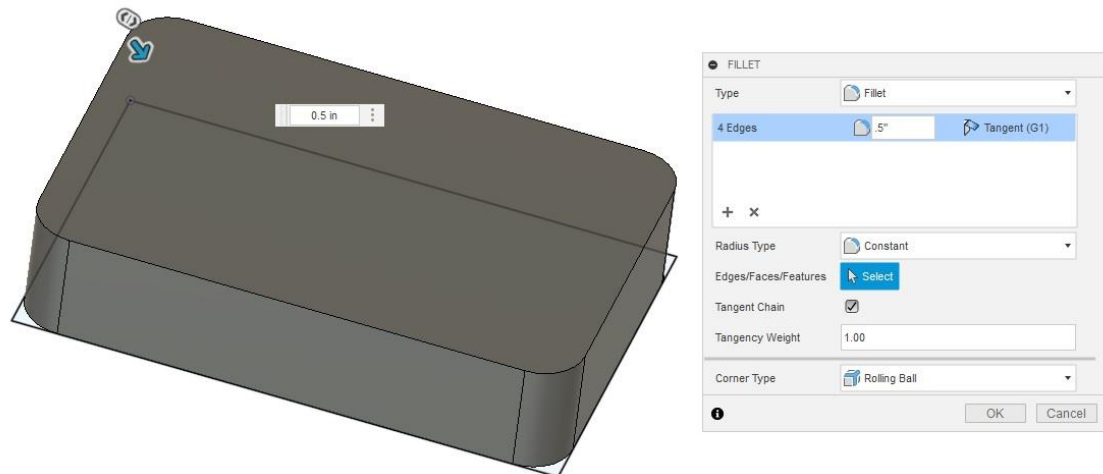 0.5 in
FILLET
Type Fillet
4 Edges .5" Tangent (G1)
Radius Type Constant
Edges/Faces/Features Select
Tangent Chain
Tangency Weight 1.00
Corner Type Rolling Ball
OK Cancel